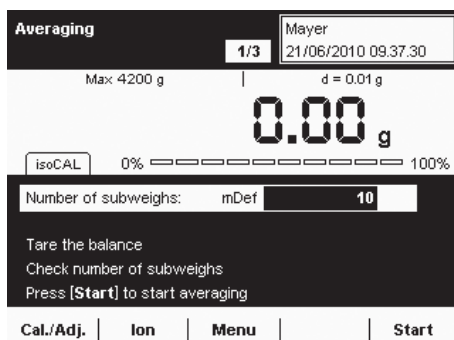 Averaging
1/3
Mayer
21/06/2010 09.37.30
Max 4200 g | d = 0.01 g
0.00 g
isoCAL 0% 100%
Number of subweighs: mDef 10
Tare the balance
Check number of subweighs
Press [Start] to start averaging
Cal./Adj. | Ion | Menu | | Start